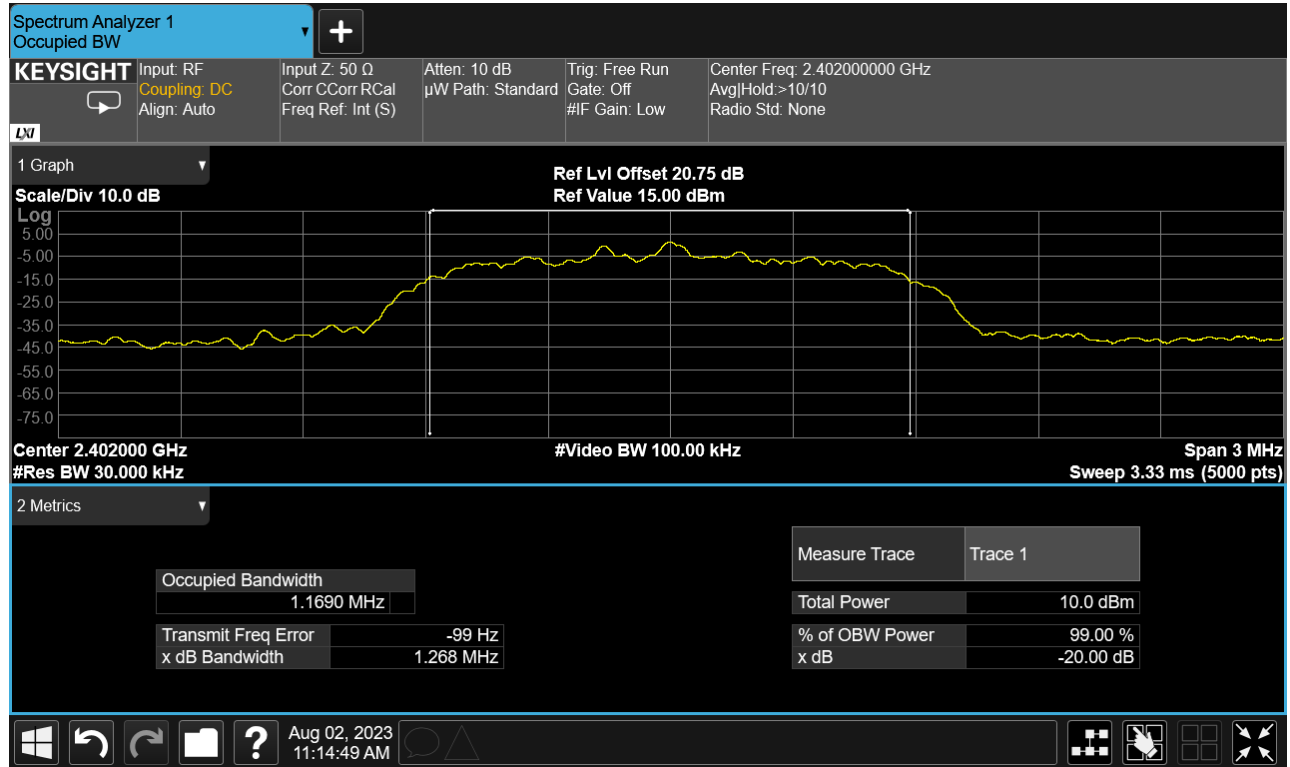 Spectrum Analyzer 1
Occupied BW
KEYSIGHT
LXI
Input: RF
Coupling: DC
Align: Auto
Input Z: 50 Ω
Corr CCorr RCal
Freq Ref: Int (S)
Atten: 10 dB
µW Path: Standard
Trig: Free Run
Gate: Off
#IF Gain: Low
Center Freq: 2.402000000 GHz
Avg|Hold:>10/10
Radio Std: None
1 Graph
Scale/Div 10.0 dB
Ref Lvl Offset 20.75 dB
Ref Value 15.00 dBm
Log
5.00
-5.00
-15.0
-25.0
-35.0
-45.0
-55.0
-65.0
-75.0
Center 2.402000 GHz
#Res BW 30.000 kHz
#Video BW 100.00 kHz
Span 3 MHz
Sweep 3.33 ms (5000 pts)
2 Metrics
Occupied Bandwidth
1.1690 MHz
Transmit Freq Error -99 Hz
x dB Bandwidth 1.268 MHz
Measure Trace Trace 1
Total Power 10.0 dBm
% of OBW Power 99.00 %
x dB -20.00 dB
?
Aug 02, 2023
11:14:49 AM